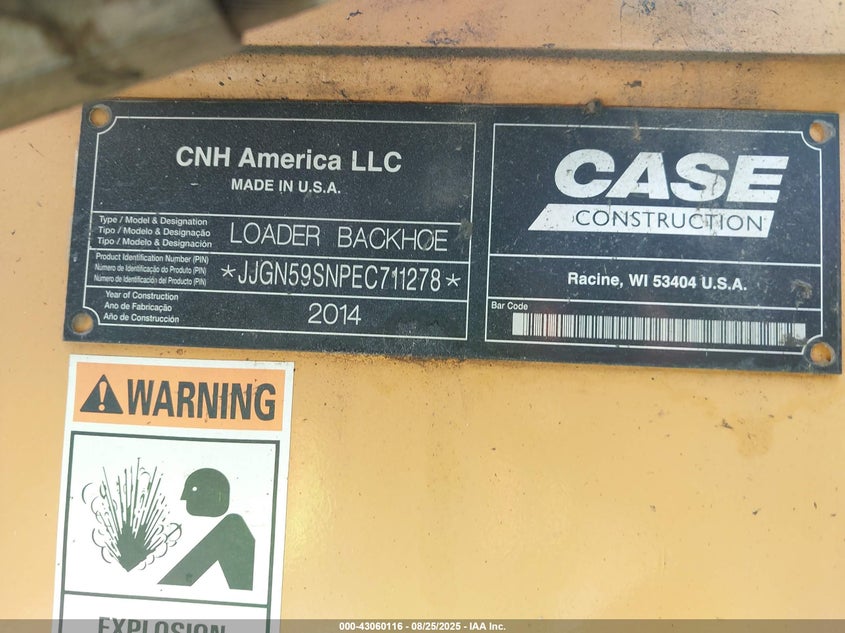 CNH America LLC
MADE IN U.S.A.
Type / Model & Designation
Tipo / Modelo & Designação
Tipo / Modelo & Designación
LOADER BACKHOE
Product Identification Number (PIN)
Número de Identificação do Produto (PIN)
Número de Identificación del Producto (PIN)
*JJGN59SNPEC711278*
Year of Construction
Ano de Fabricação
Año de Construcción
2014
CASE
CONSTRUCTION
Racine, WI 53404 U.S.A.
Bar Code
WARNING
EXPLOSION
000-43060116 - 08/25/2025 - IAA Inc.